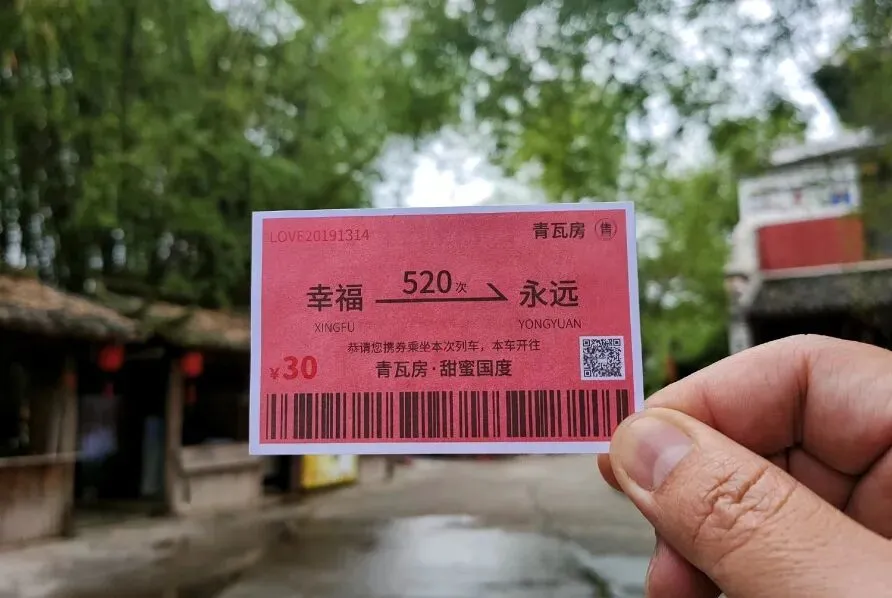 LOVE20191314
青瓦房 售
520次
幸福 永远
XINGFU YONGYUAN
恭请您携券乘坐本次列车，本车开往
¥30 青瓦房·甜蜜国度